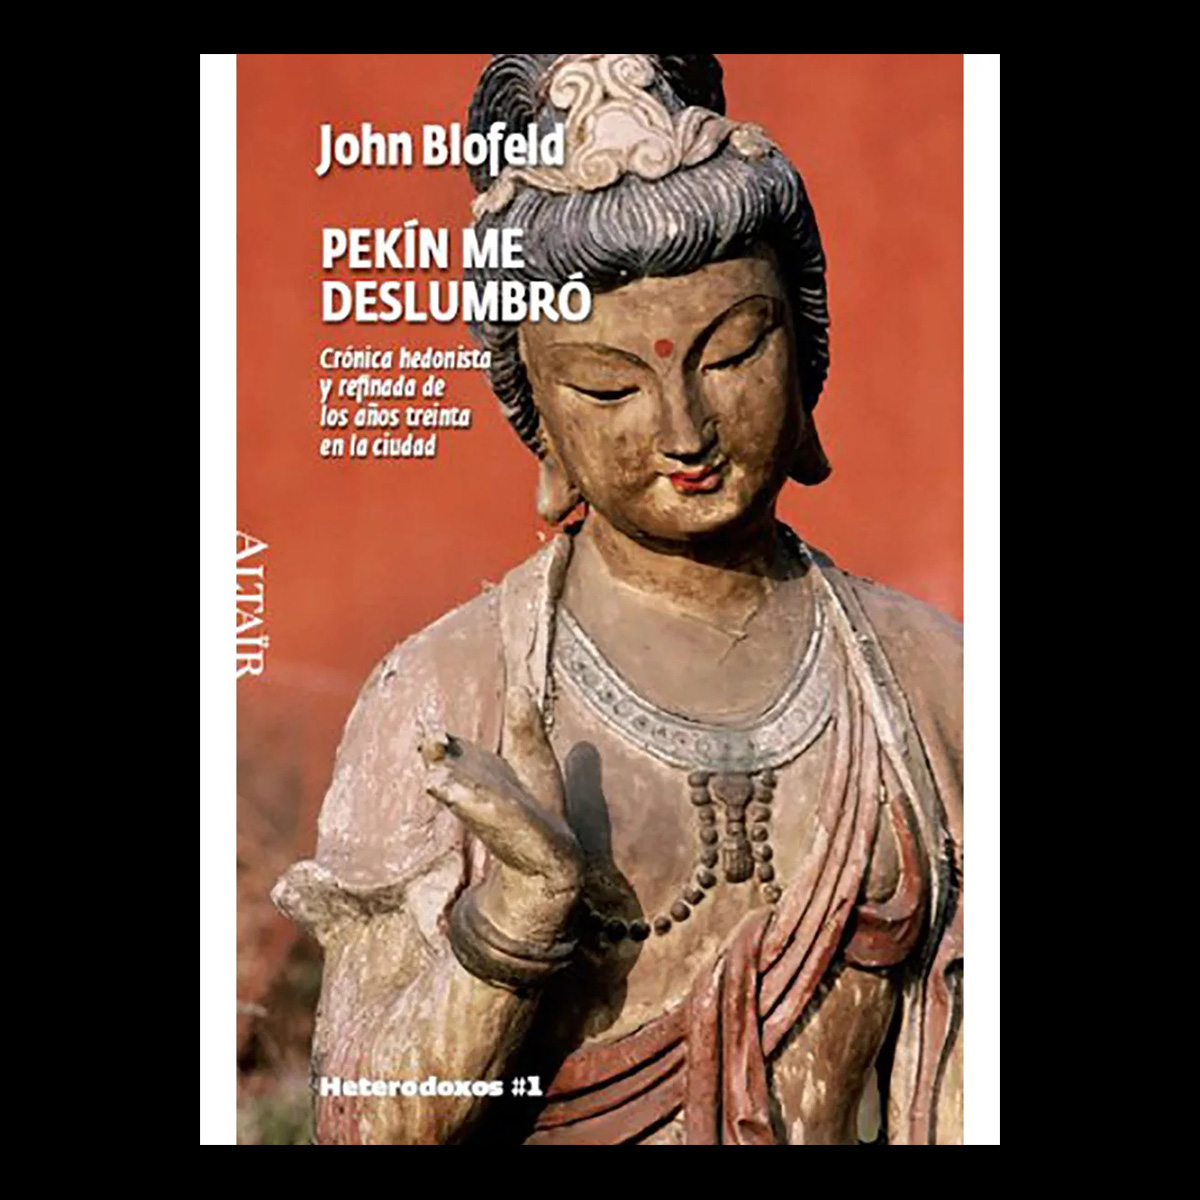 John Blofeld
PEKÍN ME
DESLUMBRÓ
Crónica hedonista
y refinada de
los años treinta
en la ciudad
ALTAÏR
Heterodoxos #1